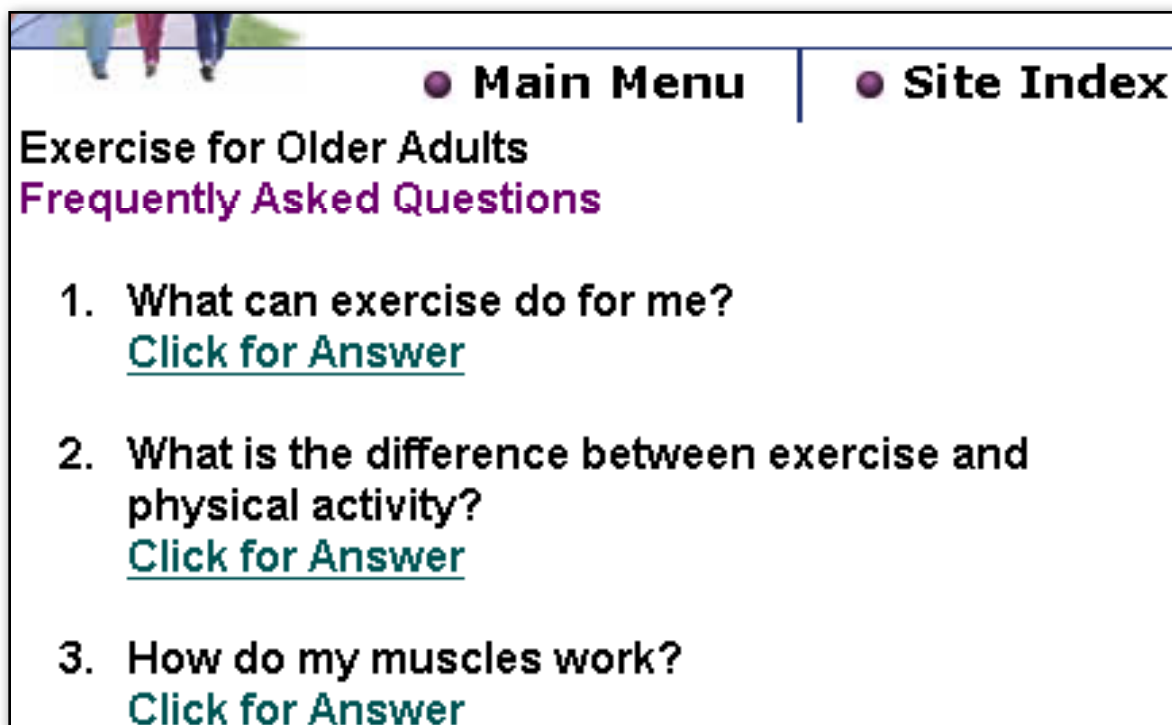 Main Menu
Site Index
Exercise for Older Adults
Frequently Asked Questions
1. What can exercise do for me?
Click for Answer
2. What is the difference between exercise and
physical activity?
Click for Answer
3. How do my muscles work?
Click for Answer